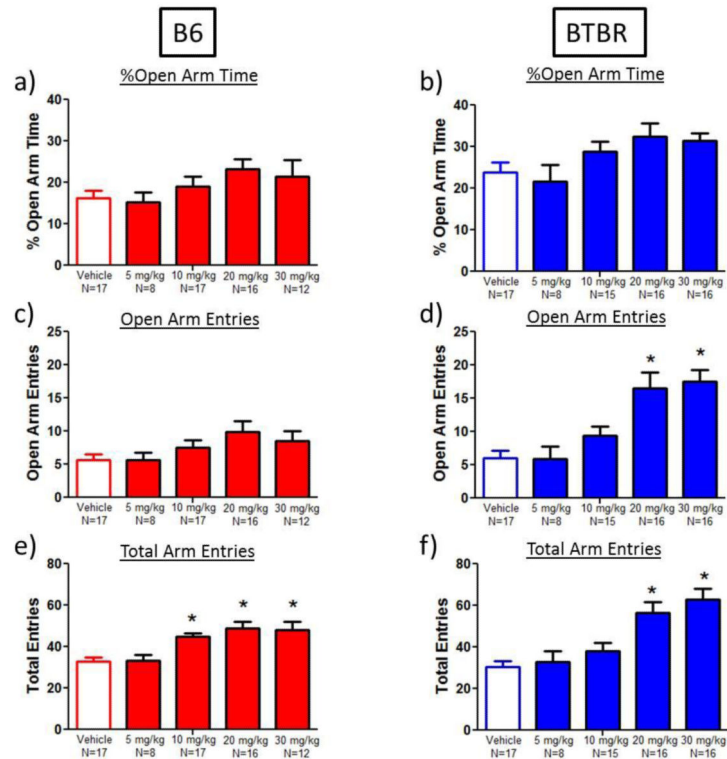 B6
BTBR
a)
%Open Arm Time
% Open Arm Time
40
30
20
10
0
Vehicle 5 mg/kg 10 mg/kg 20 mg/kg 30 mg/kg
N=17 N=8 N=17 N=16 N=12
b)
%Open Arm Time
% Open Arm Time
40
30
20
10
0
Vehicle 5 mg/kg 10 mg/kg 20 mg/kg 30 mg/kg
N=17 N=8 N=15 N=16 N=16
c)
Open Arm Entries
Open Arm Entries
25
20
15
10
5
0
Vehicle 5 mg/kg 10 mg/kg 20 mg/kg 30 mg/kg
N=17 N=8 N=17 N=16 N=12
d)
Open Arm Entries
Open Arm Entries
25
20
15
10
5
0
* *
Vehicle 5 mg/kg 10 mg/kg 20 mg/kg 30 mg/kg
N=17 N=8 N=15 N=16 N=16
e)
Total Arm Entries
Total Entries
80
60
40
20
0
* * *
Vehicle 5 mg/kg 10 mg/kg 20 mg/kg 30 mg/kg
N=17 N=8 N=17 N=16 N=12
f)
Total Arm Entries
Total Entries
80
60
40
20
0
* *
Vehicle 5 mg/kg 10 mg/kg 20 mg/kg 30 mg/kg
N=17 N=8 N=15 N=16 N=16